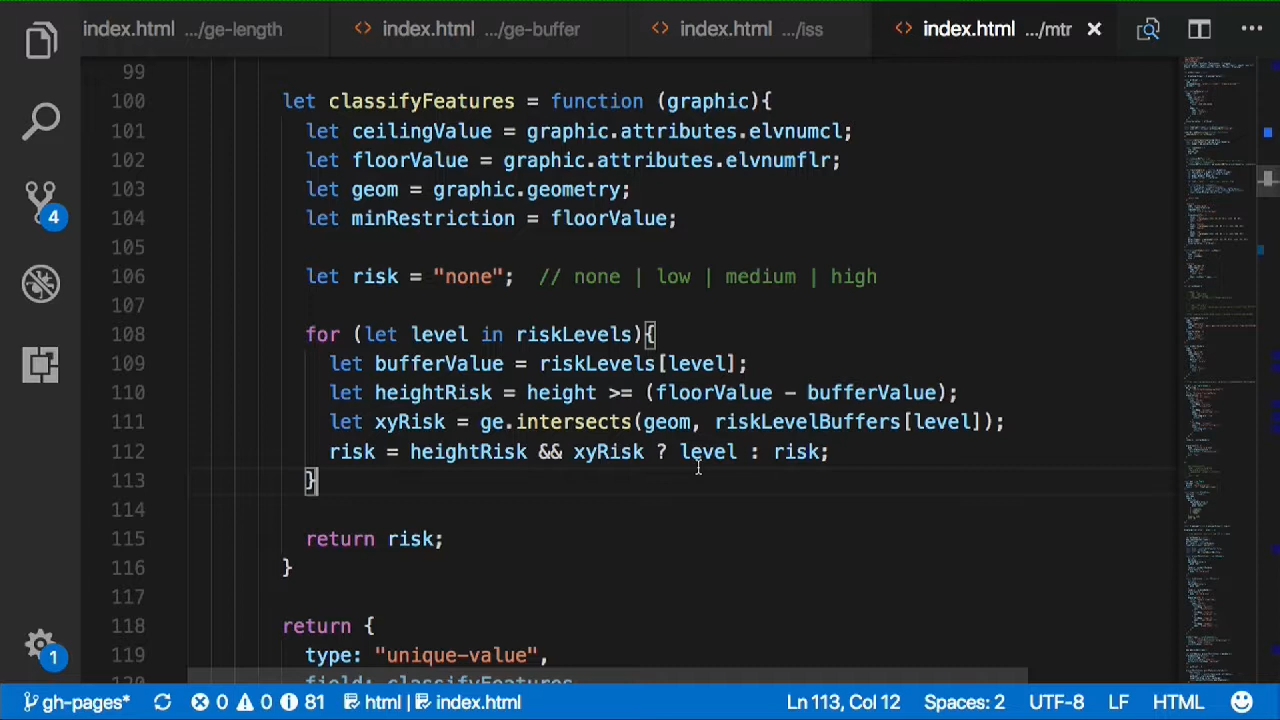 index.html .../ge-length
index.html .../ge-buffer
index.html .../iss
index.html .../mtr
99
100 let classifyFeatures = function (graphic){
101 let ceilingValue = graphic.attributes.elvnumcl;
102 let floorValue = graphic.attributes.elvnumflr;
103 let geom = graphic.geometry;
104 let minRestriction = floorValue;
105
106 let risk = "none"; // none | low | medium | high
107
108 for (let level in riskLevels){
109 let bufferValue = riskLevels[level];
110 let heightRisk = height >= (floorValue - bufferValue);
111 let xyRisk = ge.intersects(geom, riskLevelBuffers[level]);
112 risk = heightRisk && xyRisk ? level : risk;
113 }
114
115 return risk;
116 }
117
118 return {
119 type: "unique-value",
field: classifyFeatures
4
1
gh-pages* 0 0 81 html | index.html Ln 113, Col 12 Spaces: 2 UTF-8 LF HTML